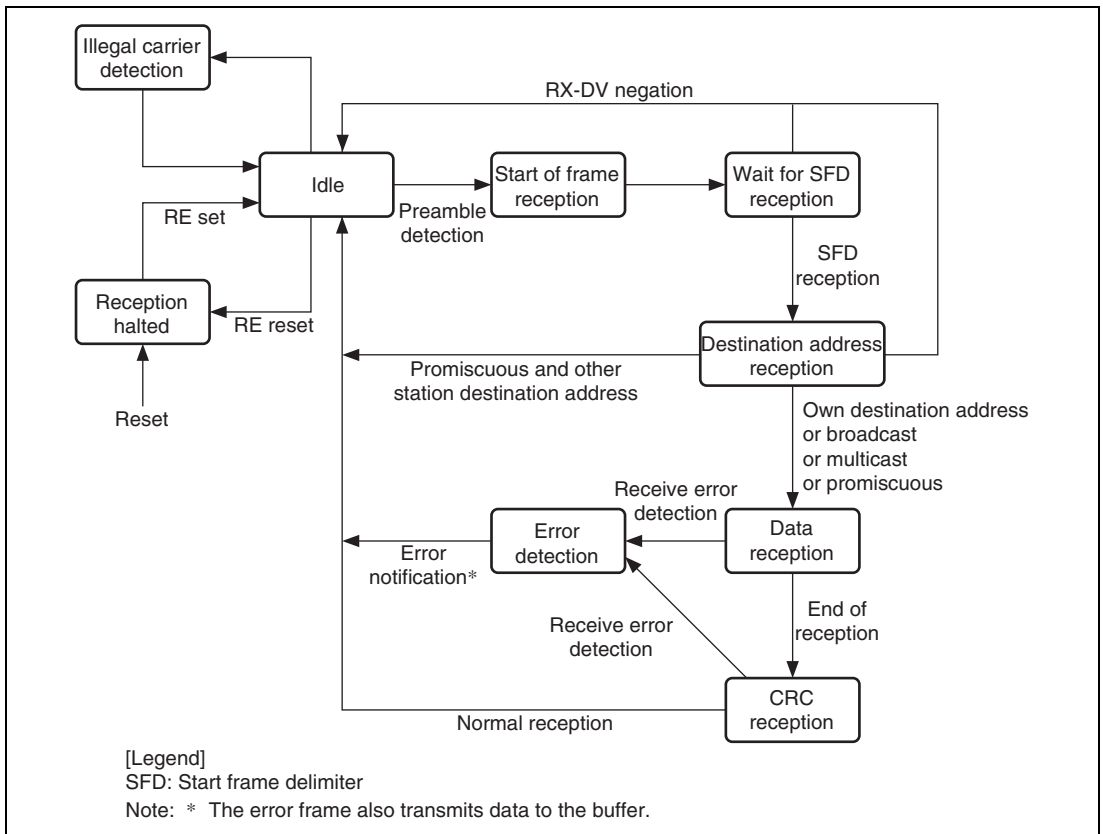 Illegal carrier
detection
RX-DV negation
Idle
Start of frame
reception
Wait for SFD
reception
Preamble
detection
RE set
SFD
reception
Reception
halted
RE reset
Destination address
reception
Promiscuous and other
station destination address
Reset
Own destination address
or broadcast
or multicast
or promiscuous
Receive error
detection
Error
detection
Data
reception
Error
notification*
End of
reception
Receive error
detection
CRC
reception
Normal reception
[Legend]
SFD: Start frame delimiter
Note: * The error frame also transmits data to the buffer.